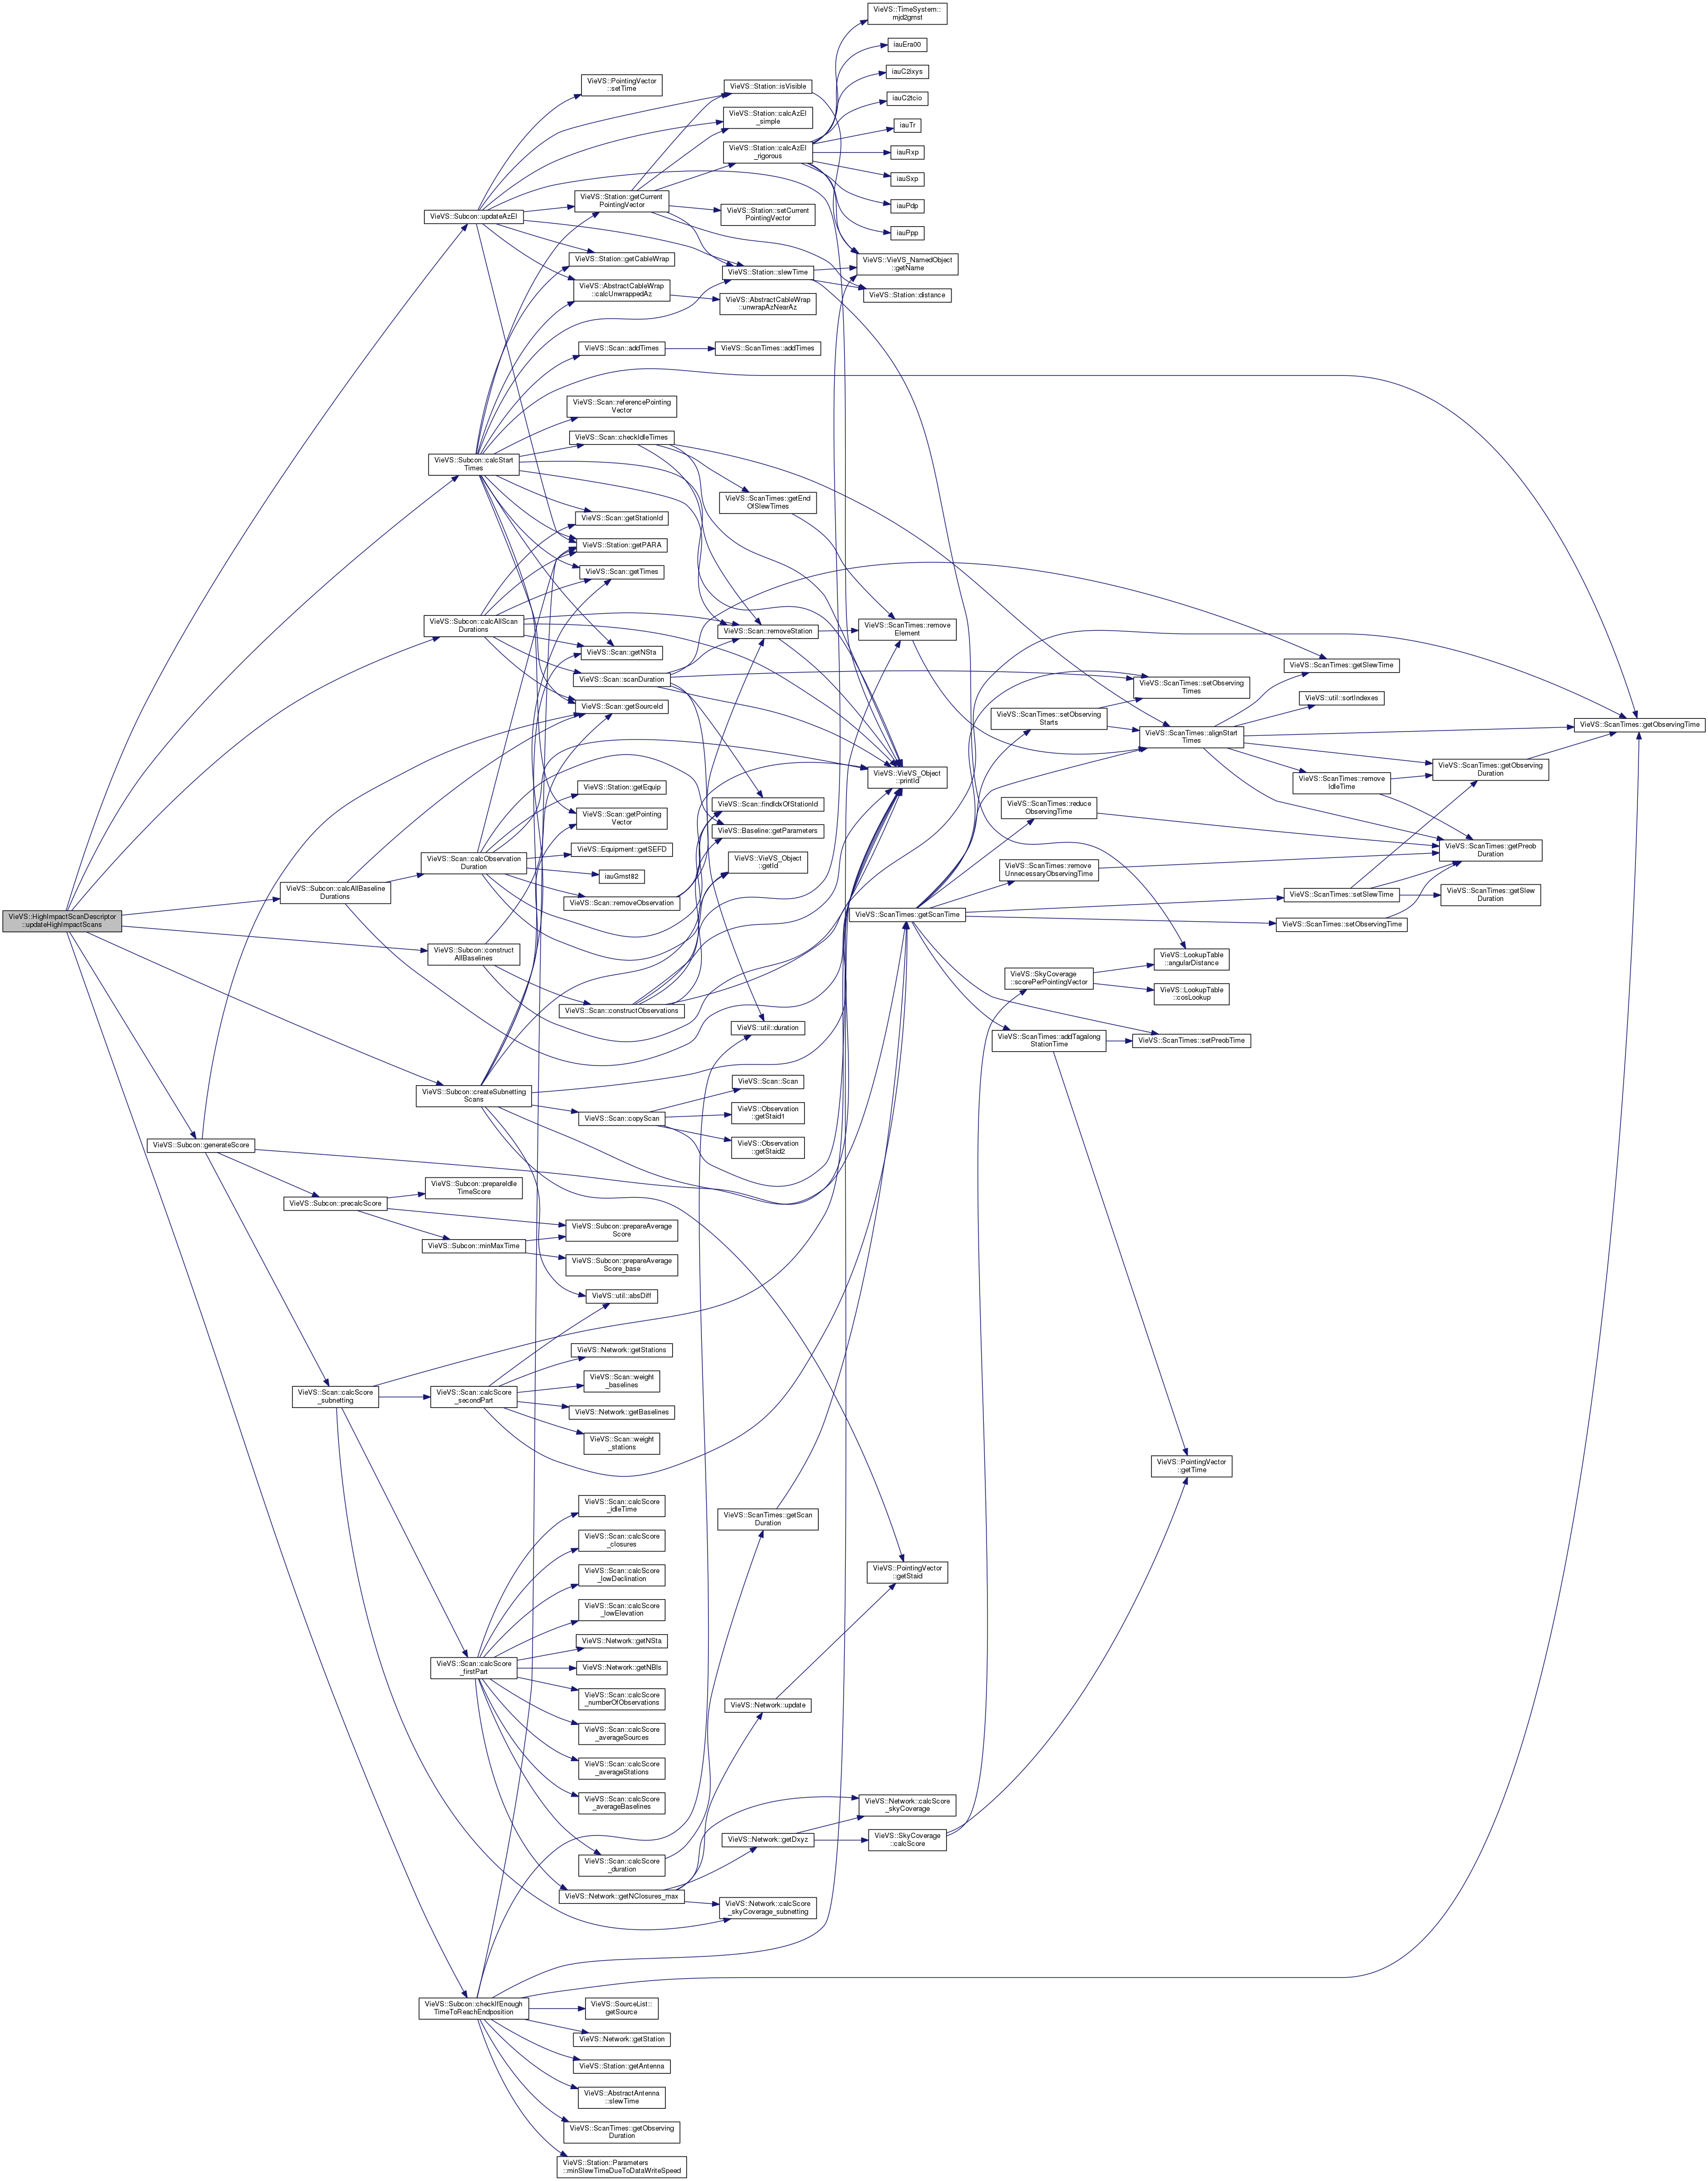 VieVS::TimeSystem::
mjd2gmst
iauEra00
iauC2ixys
iauC2tcio
iauTr
iauRxp
iauSxp
iauPdp
iauPpp
VieVS::PointingVector
::setTime
VieVS::Station::isVisible
VieVS::Station::calcAzEl
_simple
VieVS::Station::calcAzEl
_rigorous
VieVS::Station::getCurrent
PointingVector
VieVS::Station::setCurrent
PointingVector
VieVS::Subcon::updateAzEl
VieVS::Station::getCableWrap
VieVS::Station::slewTime
VieVS::VieVS_NamedObject
::getName
VieVS::Station::distance
VieVS::AbstractCableWrap
::calcUnwrappedAz
VieVS::AbstractCableWrap
::unwrapAzNearAz
VieVS::Scan::addTimes
VieVS::ScanTimes::addTimes
VieVS::Scan::referencePointing
Vector
VieVS::Scan::checkIdleTimes
VieVS::Subcon::calcStart
Times
VieVS::ScanTimes::getEnd
OfSlewTimes
VieVS::Scan::getStationId
VieVS::Station::getPARA
VieVS::Scan::getTimes
VieVS::Subcon::calcAllScan
Durations
VieVS::Scan::removeStation
VieVS::ScanTimes::remove
Element
VieVS::Scan::getNSta
VieVS::Scan::scanDuration
VieVS::Scan::getSourceId
VieVS::ScanTimes::getSlewTime
VieVS::ScanTimes::setObserving
Times
VieVS::util::sortIndexes
VieVS::ScanTimes::setObserving
Starts
VieVS::ScanTimes::alignStart
Times
VieVS::ScanTimes::getObservingTime
VieVS::VieVS_Object
::printId
VieVS::ScanTimes::remove
IdleTime
VieVS::ScanTimes::getObserving
Duration
VieVS::Station::getEquip
VieVS::Scan::findIdxOfStationId
VieVS::ScanTimes::reduce
ObservingTime
VieVS::Scan::getPointing
Vector
VieVS::Baseline::getParameters
VieVS::Equipment::getSEFD
VieVS::ScanTimes::getPreob
Duration
VieVS::Scan::calcObservation
Duration
VieVS::VieVS_Object
::getId
iauGmst82
VieVS::ScanTimes::remove
UnnecessaryObservingTime
VieVS::Subcon::calcAllBaseline
Durations
VieVS::Scan::removeObservation
VieVS::ScanTimes::setSlewTime
VieVS::ScanTimes::getSlew
Duration
VieVS::HighImpactScanDescriptor
::updateHighImpactScans
VieVS::ScanTimes::getScanTime
VieVS::ScanTimes::setObservingTime
VieVS::Subcon::construct
AllBaselines
VieVS::LookupTable
::angularDistance
VieVS::SkyCoverage
::scorePerPointingVector
VieVS::LookupTable
::cosLookup
VieVS::Scan::constructObservations
VieVS::util::duration
VieVS::ScanTimes::addTagalong
StationTime
VieVS::ScanTimes::setPreobTime
VieVS::Subcon::createSubnetting
Scans
VieVS::Scan::Scan
VieVS::Scan::copyScan
VieVS::Observation
::getStaid1
VieVS::Observation
::getStaid2
VieVS::Subcon::generateScore
VieVS::Subcon::precalcScore
VieVS::Subcon::prepareIdle
TimeScore
VieVS::Subcon::prepareAverage
Score
VieVS::Subcon::minMaxTime
VieVS::Subcon::prepareAverage
Score_base
VieVS::util::absDiff
VieVS::Network::getStations
VieVS::Scan::calcScore
_subnetting
VieVS::Scan::calcScore
_secondPart
VieVS::Scan::weight
_baselines
VieVS::Network::getBaselines
VieVS::Scan::weight
_stations
VieVS::PointingVector
::getTime
VieVS::Scan::calcScore
_idleTime
VieVS::ScanTimes::getScan
Duration
VieVS::Scan::calcScore
_closures
VieVS::Scan::calcScore
_lowDeclination
VieVS::PointingVector
::getStaid
VieVS::Scan::calcScore
_lowElevation
VieVS::Network::getNSta
VieVS::Scan::calcScore
_firstPart
VieVS::Network::getNBls
VieVS::Scan::calcScore
_numberOfObservations
VieVS::Network::update
VieVS::Scan::calcScore
_averageSources
VieVS::Scan::calcScore
_averageStations
VieVS::Scan::calcScore
_averageBaselines
VieVS::Network::calcScore
_skyCoverage
VieVS::Network::getDxyz
VieVS::SkyCoverage
::calcScore
VieVS::Scan::calcScore
_duration
VieVS::Network::getNClosures_max
VieVS::Network::calcScore
_skyCoverage_subnetting
VieVS::Subcon::checkIfEnough
TimeToReachEndposition
VieVS::SourceList::
getSource
VieVS::Network::getStation
VieVS::Station::getAntenna
VieVS::AbstractAntenna
::slewTime
VieVS::ScanTimes::getObserving
Duration
VieVS::Station::Parameters
::minSlewTimeDueToDataWriteSpeed